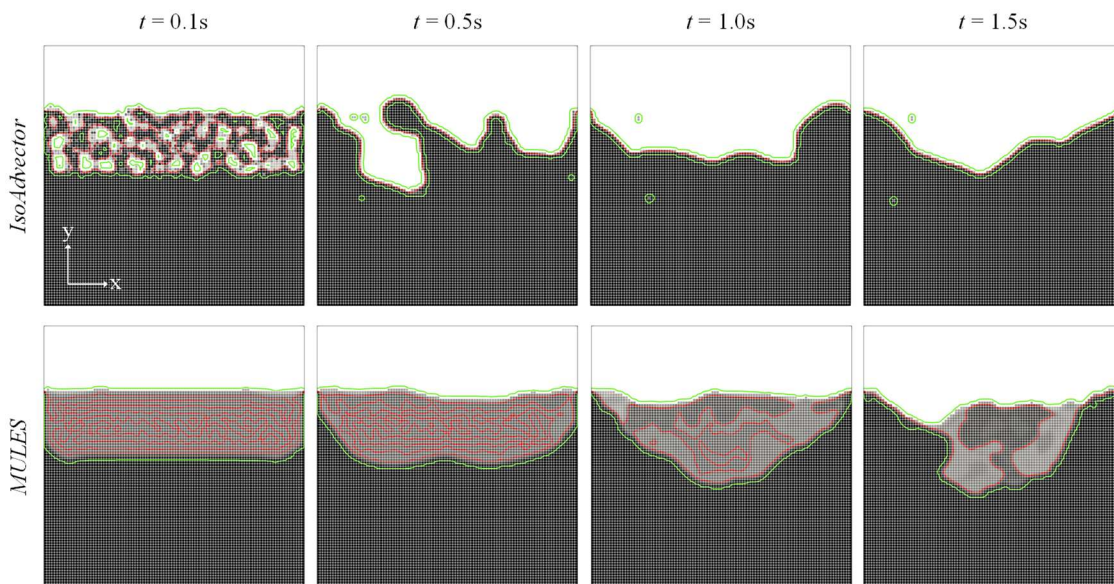 t = 0.1s
t = 0.5s
t = 1.0s
t = 1.5s
IsoAdvector
y
x
MULES